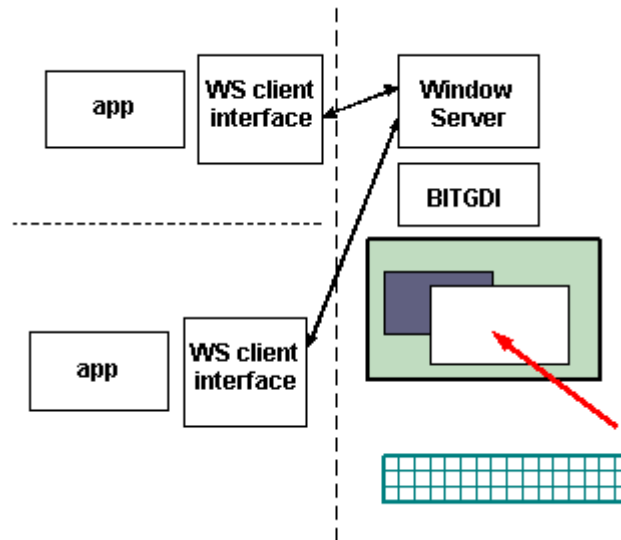 app
WS client
interface
Window
Server
BITGDI
app
WS client
interface